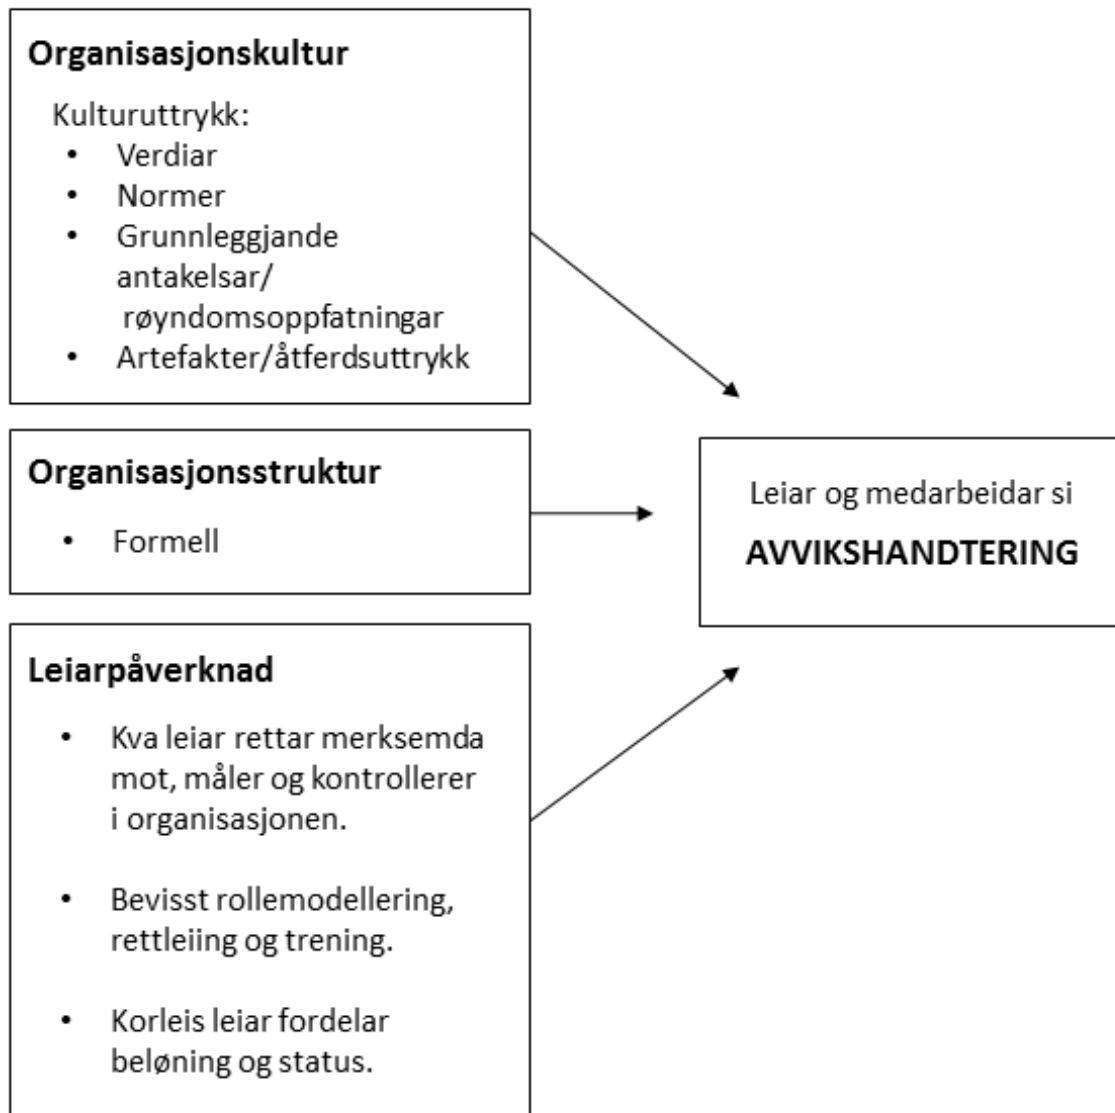 Organisasjonskultur
Kulturuttrykk:
• Verdiar
• Normer
• Grunnleggjande
antakelsar/
røyndomsoppfatningar
• Artefakter/åtferdsuttrykk
Organisasjonsstruktur
• Formell
Leiarpåverknad
• Kva leiar rettar merksemda
mot, måler og kontrollerer
i organisasjonen.
• Bevisst rollemodellering,
rettleiing og trening.
• Korleis leiar fordelar
beløning og status.
Leiar og medarbeidar si
AVVIKSHANDTERING